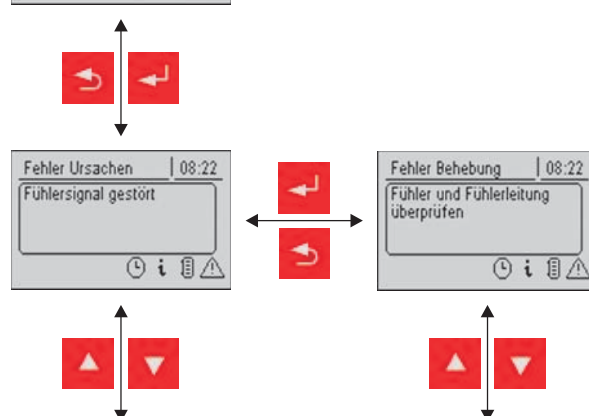 Fehler Ursachen 08:22
Fühlersignal gestört
Fehler Behebung 08:22
Fühler und Fühlerleitung
überprüfen